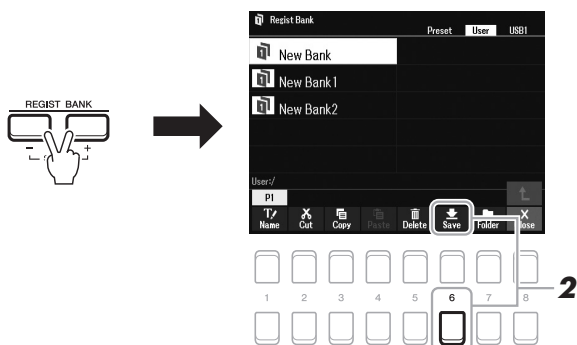 REGIST BANK
- +
Regist Bank
Preset User USB1
New Bank
New Bank1
New Bank2
User:/
P1
Name Cut Copy Paste Delete Save Folder
1 2 3 4 5 6 7 8
2